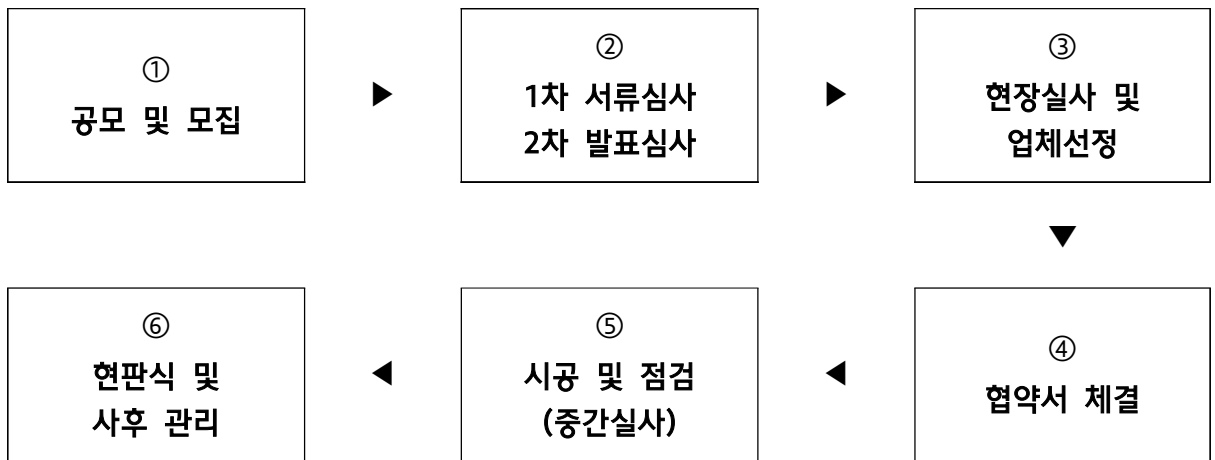 ①
공모 및 모집
▶
②
1차 서류심사
2차 발표심사
▶
③
현장실사 및
업체선정
▼
④
협약서 체결
◀
⑤
시공 및 점검
(중간실사)
◀
⑥
현판식 및
사후 관리